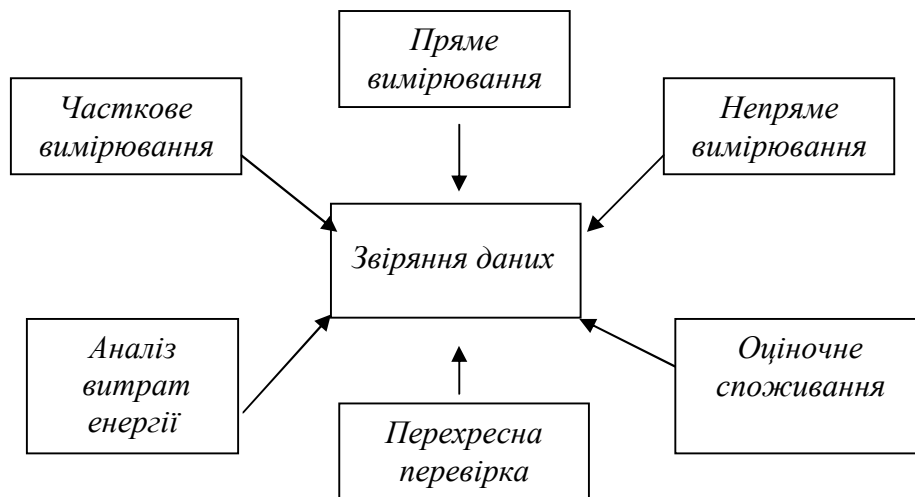 Пряме
вимірювання
Часткове
вимірювання
Непряме
вимірювання
Звіряння даних
Аналіз
витрат
енергії
Оціночне
споживання
Перехресна
перевірка